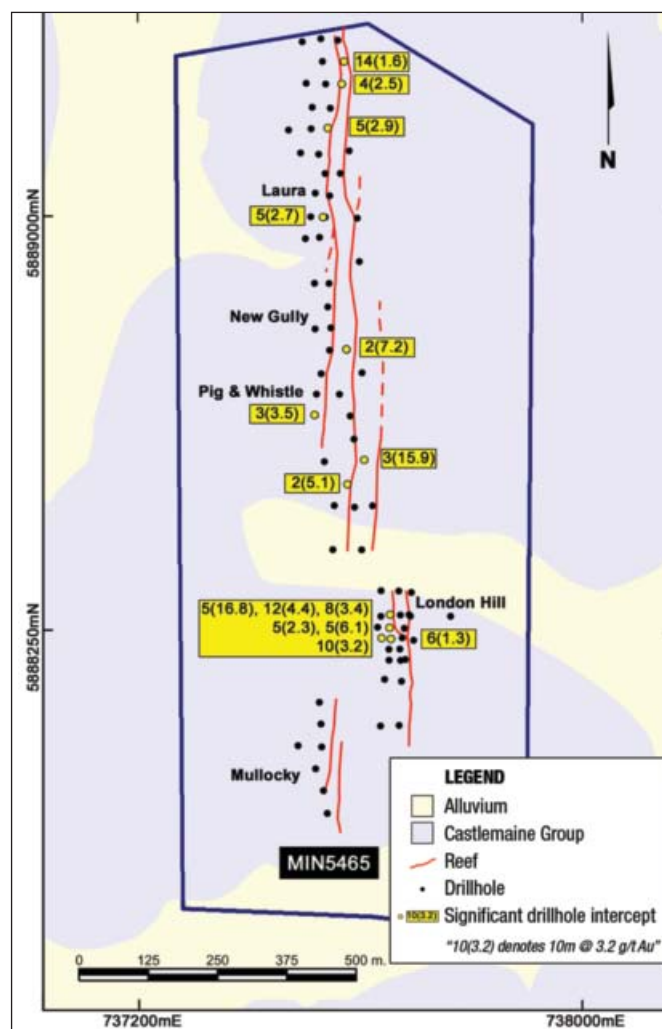 14(1.6)
4(2.5)
5(2.9)
N
Laura
5(2.7)
5889000mN
New Gully
2(7.2)
Pig & Whistle
3(3.5)
3(15.9)
2(5.1)
London Hill
5(16.8), 12(4.4), 8(3.4)
5(2.3), 5(6.1)
10(3.2)
6(1.3)
5888250mN
Mullocky
MIN5465
LEGEND
Alluvium
Castlemaine Group
Reef
Drillhole
10(3.2) Significant drillhole intercept
"10(3.2) denotes 10m @ 3.2 g/t Au"
0 125 250 375 500 m.
737200mE 738000mE